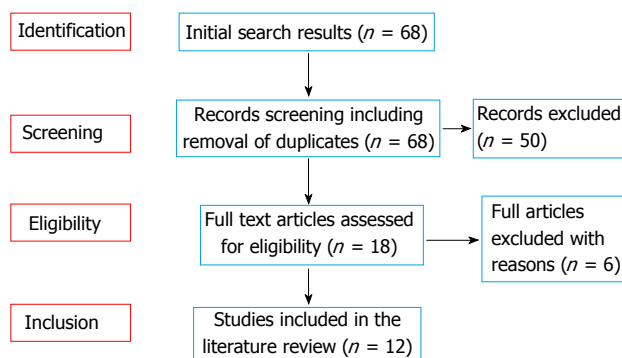 Identification
Initial search results (n = 68)
Screening
Records screening including
removal of duplicates (n = 68)
Records excluded
(n = 50)
Eligibility
Full text articles assessed
for eligibility (n = 18)
Full articles
excluded with
reasons (n = 6)
Inclusion
Studies included in the
literature review (n = 12)